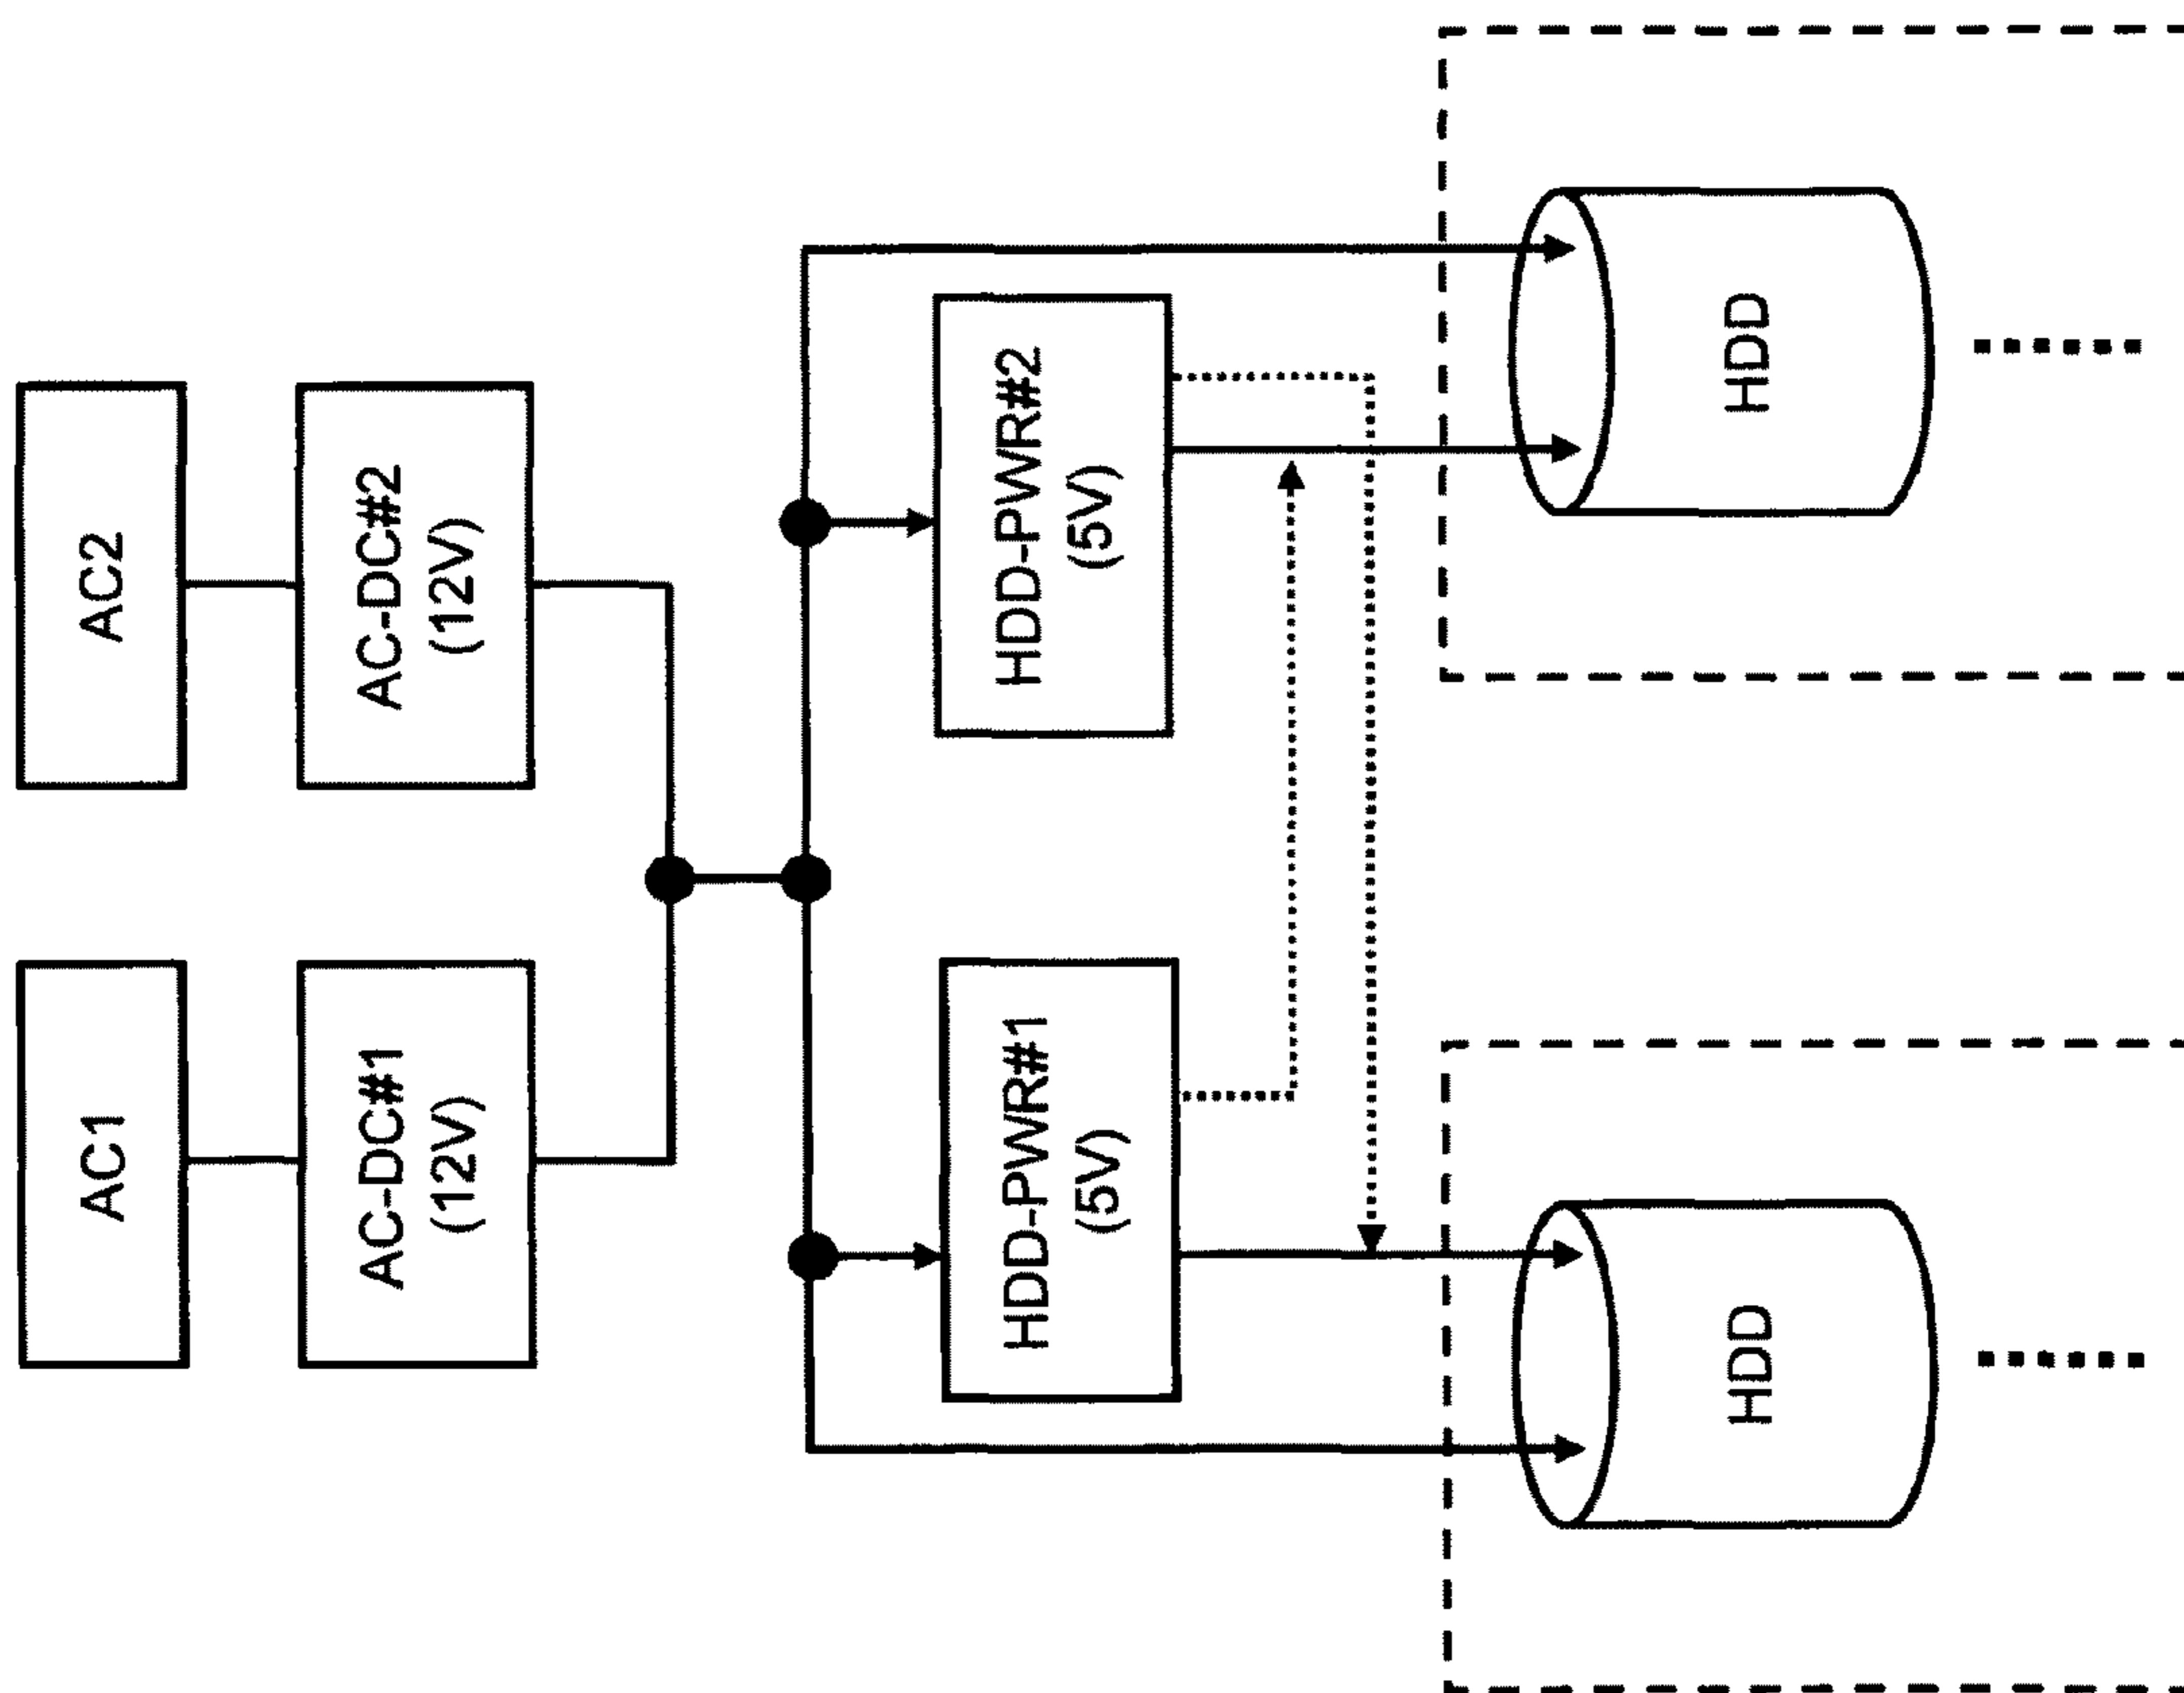 AC1
AC2
AC-DC#1
(12V)
AC-DC#2
(12V)
HDD-PWR#1
(5V)
HDD-PWR#2
(5V)
HDD
HDD